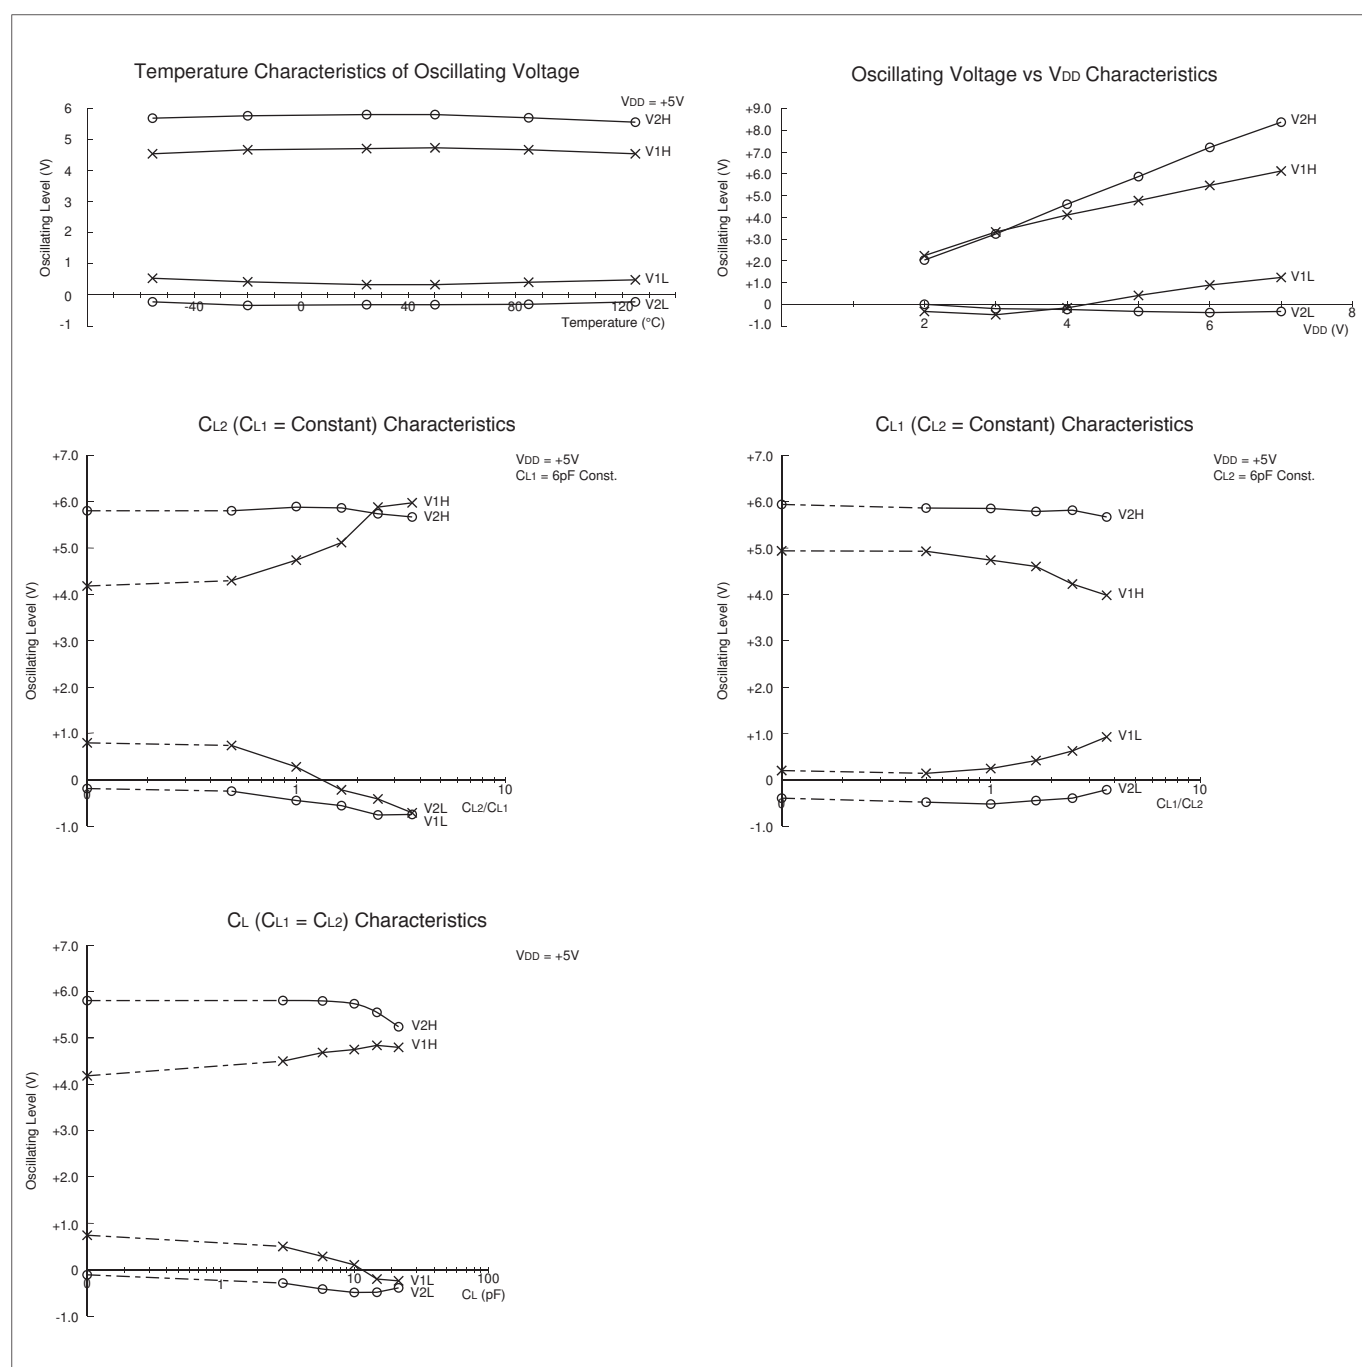 Temperature Characteristics of Oscillating Voltage
VDD = +5V
Oscillating Level (V)
6
5
4
3
2
1
0
-1
-40
0
40
80
120
Temperature (°C)
V2H
V1H
V1L
V2L
Oscillating Voltage vs VDD Characteristics
Oscillating Level (V)
+9.0
+8.0
+7.0
+6.0
+5.0
+4.0
+3.0
+2.0
+1.0
0
-1.0
2
4
6
8
VDD (V)
V2H
V1H
V1L
V2L
CL2 (CL1 = Constant) Characteristics
VDD = +5V
CL1 = 6pF Const.
Oscillating Level (V)
+7.0
+6.0
+5.0
+4.0
+3.0
+2.0
+1.0
0
-1.0
0
1
10
CL2/CL1
V1H
V2H
V2L
V1L
CL1 (CL2 = Constant) Characteristics
VDD = +5V
CL2 = 6pF Const.
Oscillating Level (V)
+7.0
+6.0
+5.0
+4.0
+3.0
+2.0
+1.0
0
-1.0
0
1
10
CL1/CL2
V2H
V1H
V1L
V2L
CL (CL1 = CL2) Characteristics
VDD = +5V
Oscillating Level (V)
+7.0
+6.0
+5.0
+4.0
+3.0
+2.0
+1.0
0
-1.0
0
1
10
100
CL (pF)
V2H
V1H
V1L
V2L